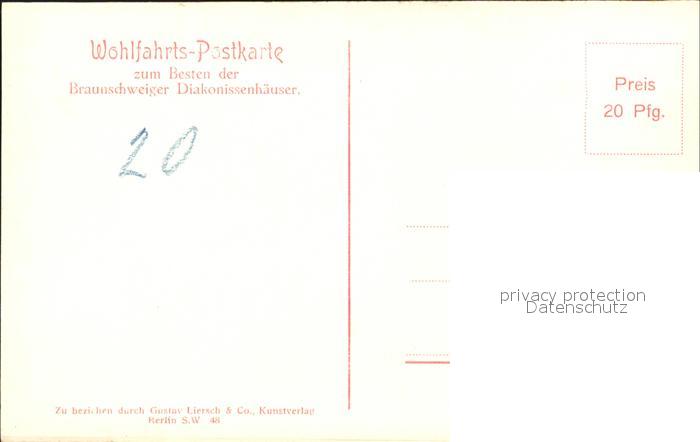 Wohlfahrts-Postkarte
zum Besten der
Braunschweiger Diakonissenhäuser.
20
Preis
20 Pfg.
privacy protection
Datenschutz
Zu beziehen durch Gustav Liersch & Co., Kunstverlag
Berlin S.W 48